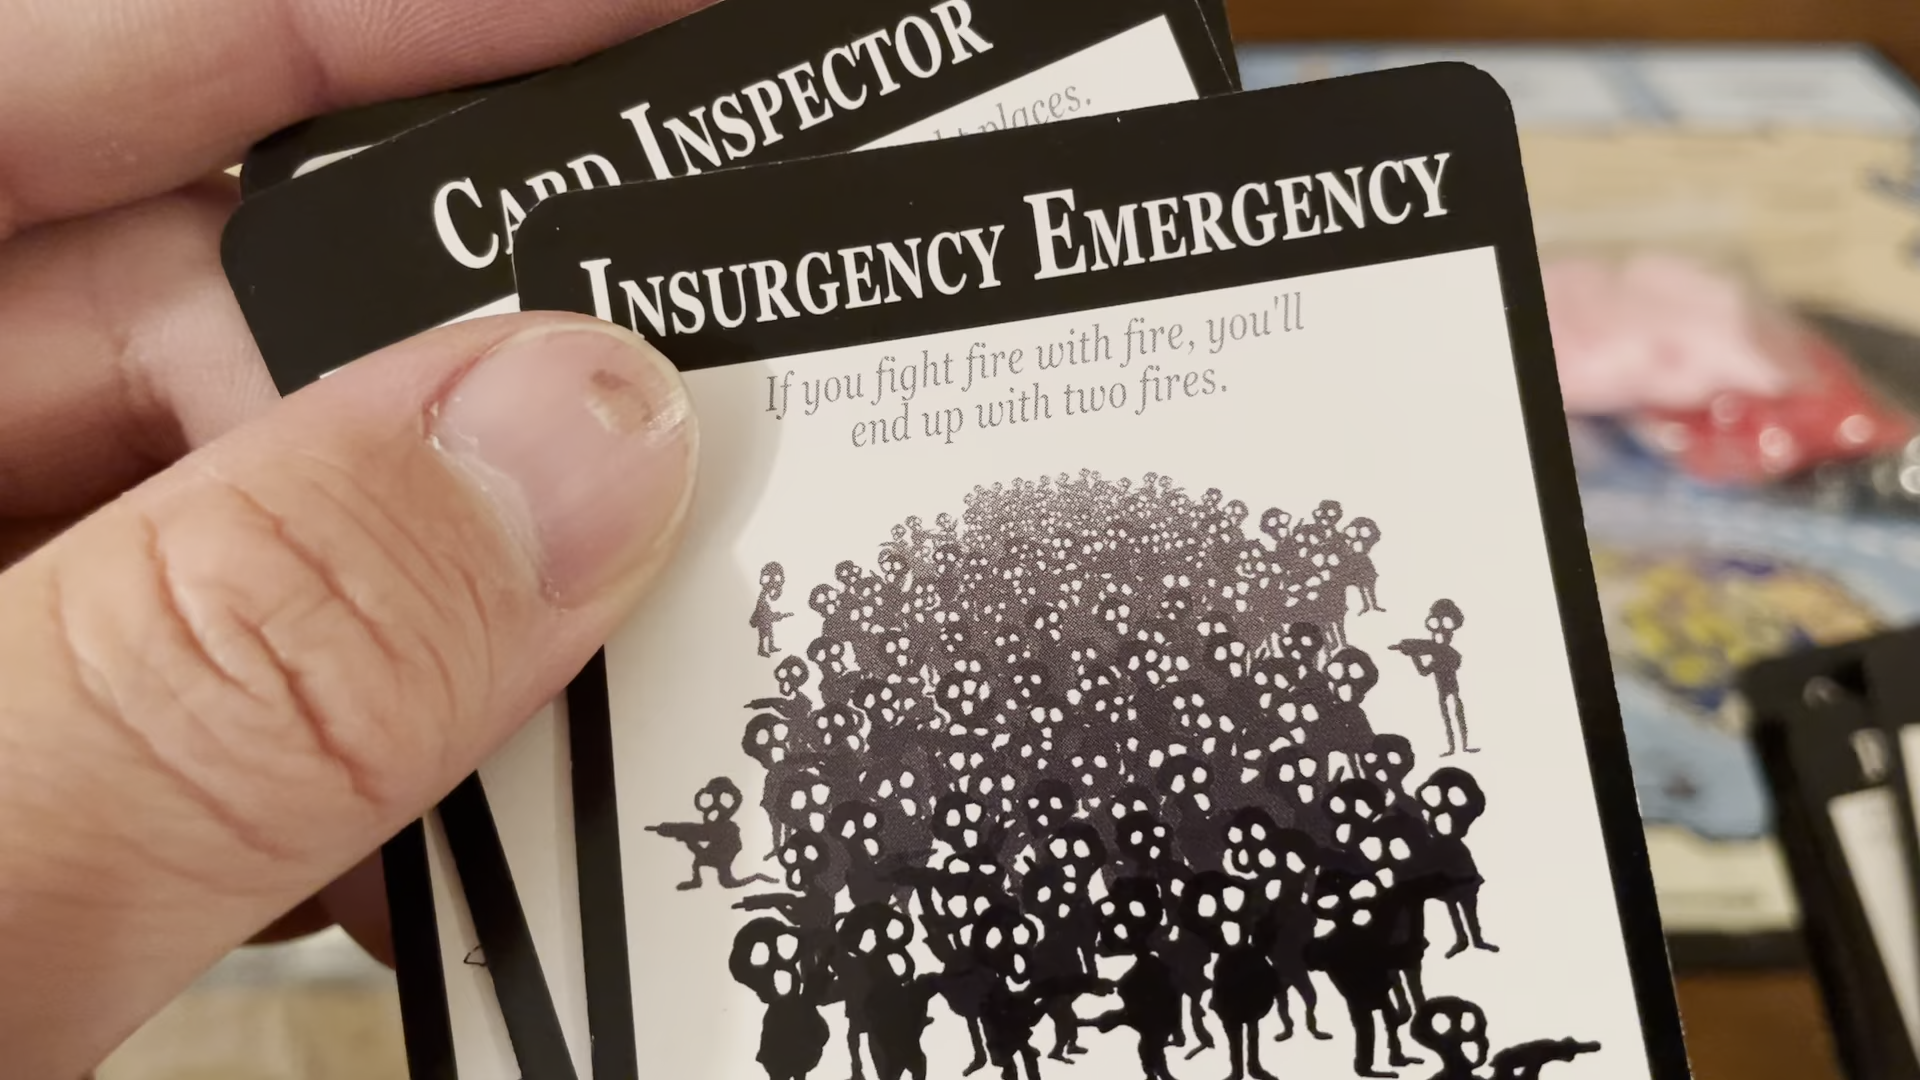 CARD INSPECTOR
places.
INSURGENCY EMERGENCY
If you fight fire with fire, you'll
end up with two fires.